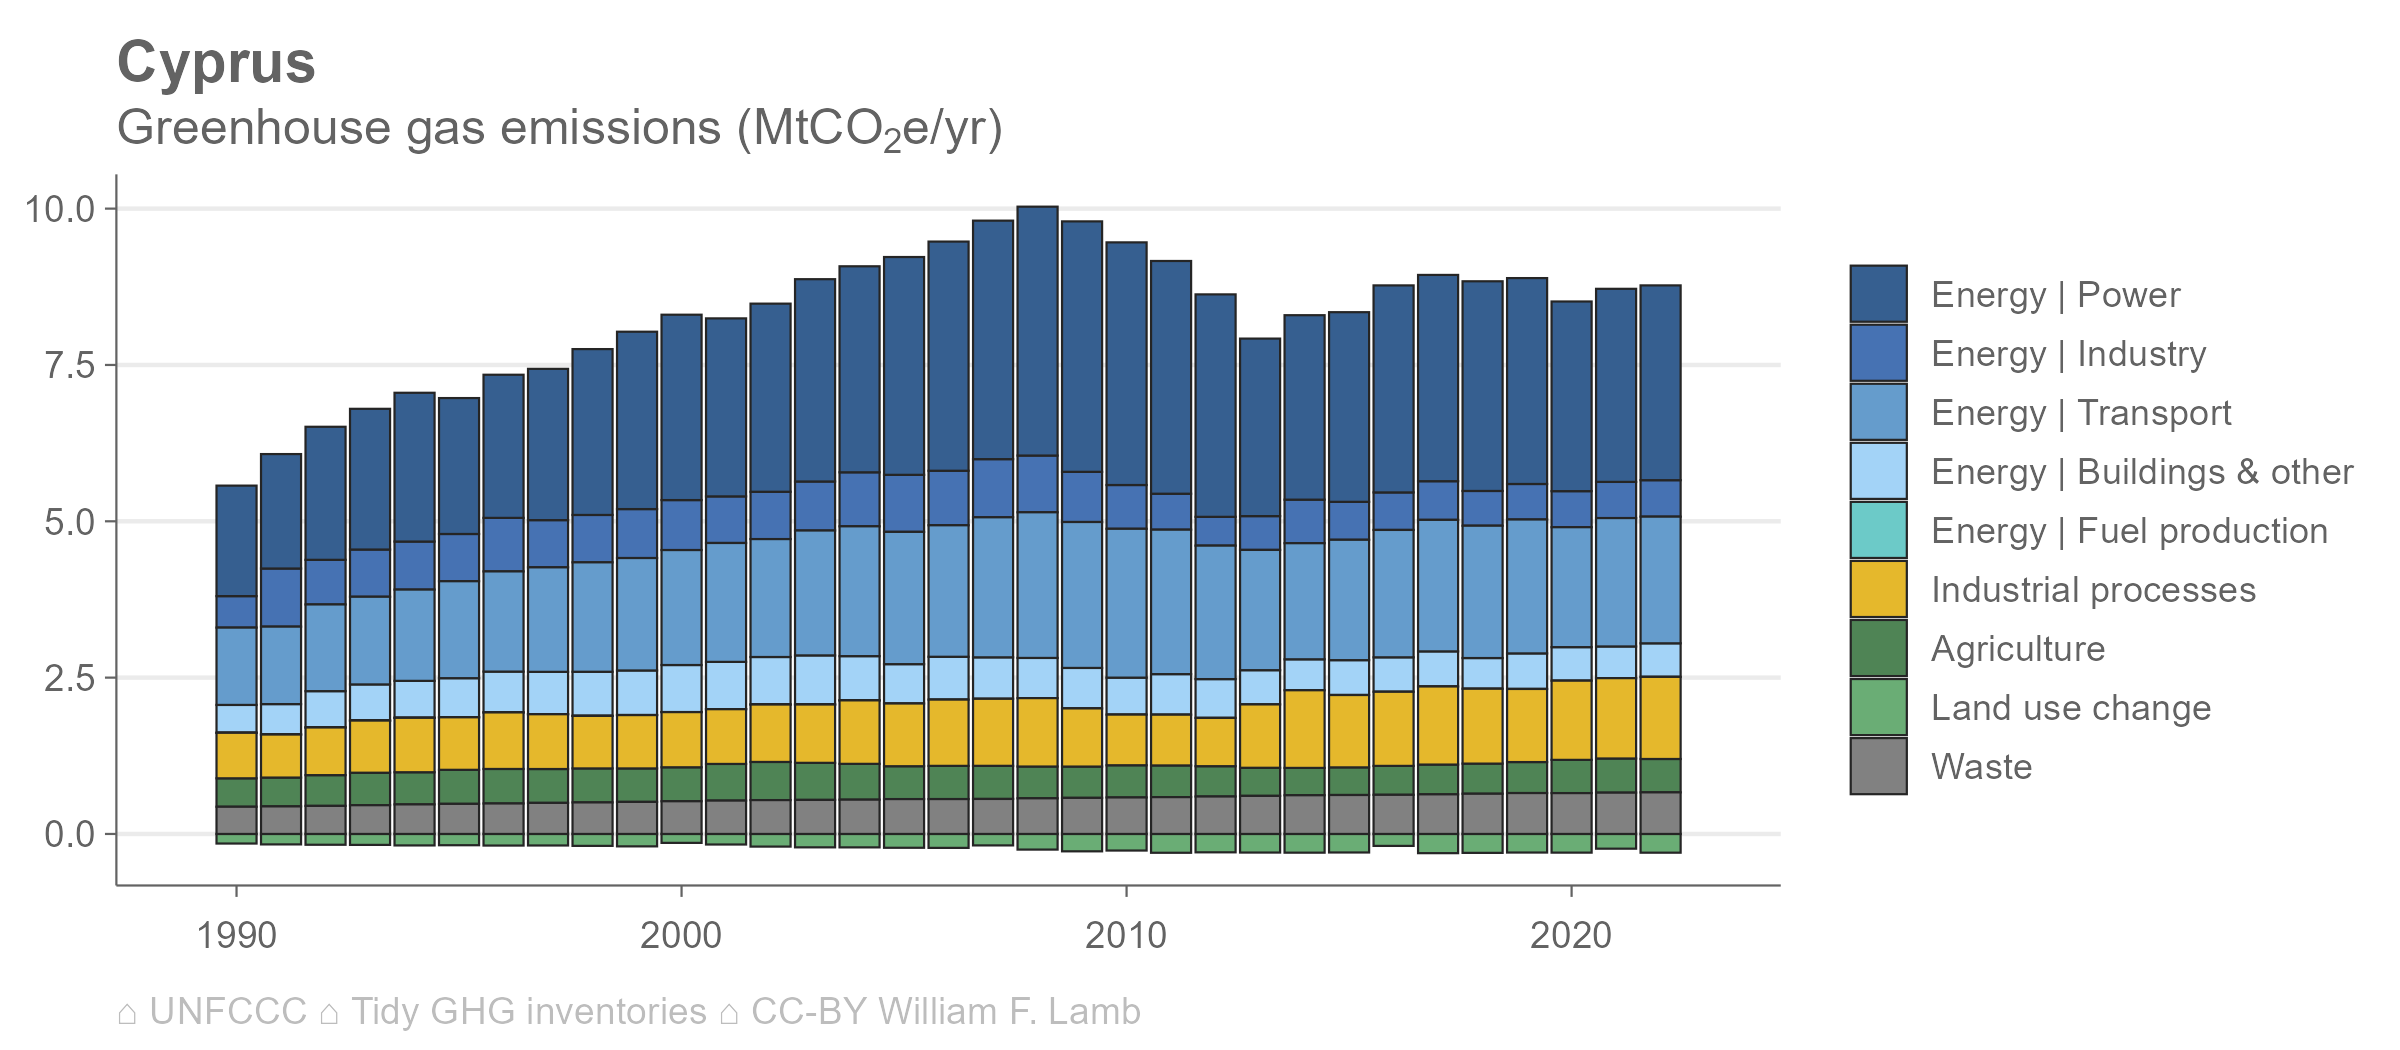 Cyprus
Greenhouse gas emissions (MtCO₂e/yr)
10.0
7.5
5.0
2.5
0.0
1990 2000 2010 2020
Energy | Power
Energy | Industry
Energy | Transport
Energy | Buildings & other
Energy | Fuel production
Industrial processes
Agriculture
Land use change
Waste
⌂ UNFCCC ⌂ Tidy GHG inventories ⌂ CC-BY William F. Lamb